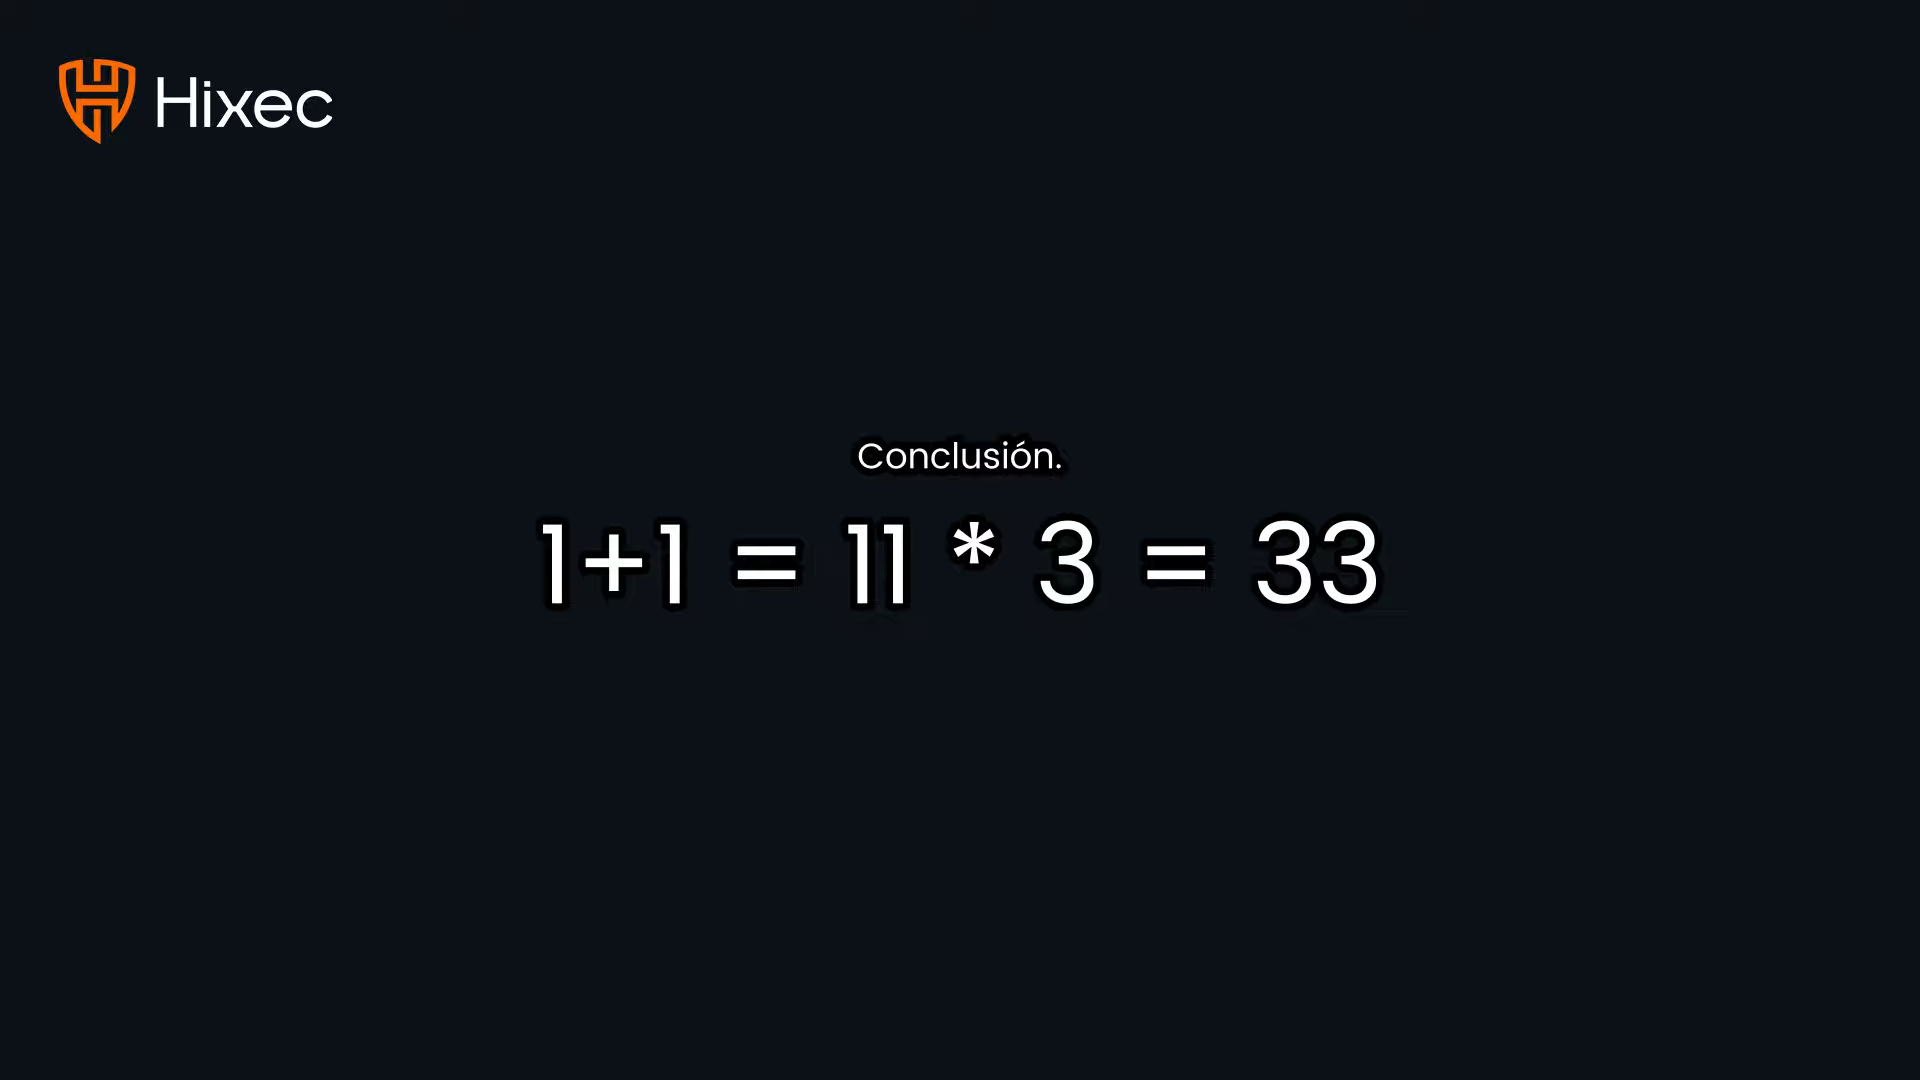 Hixec
Conclusión.
1+1 = 11 * 3 = 33